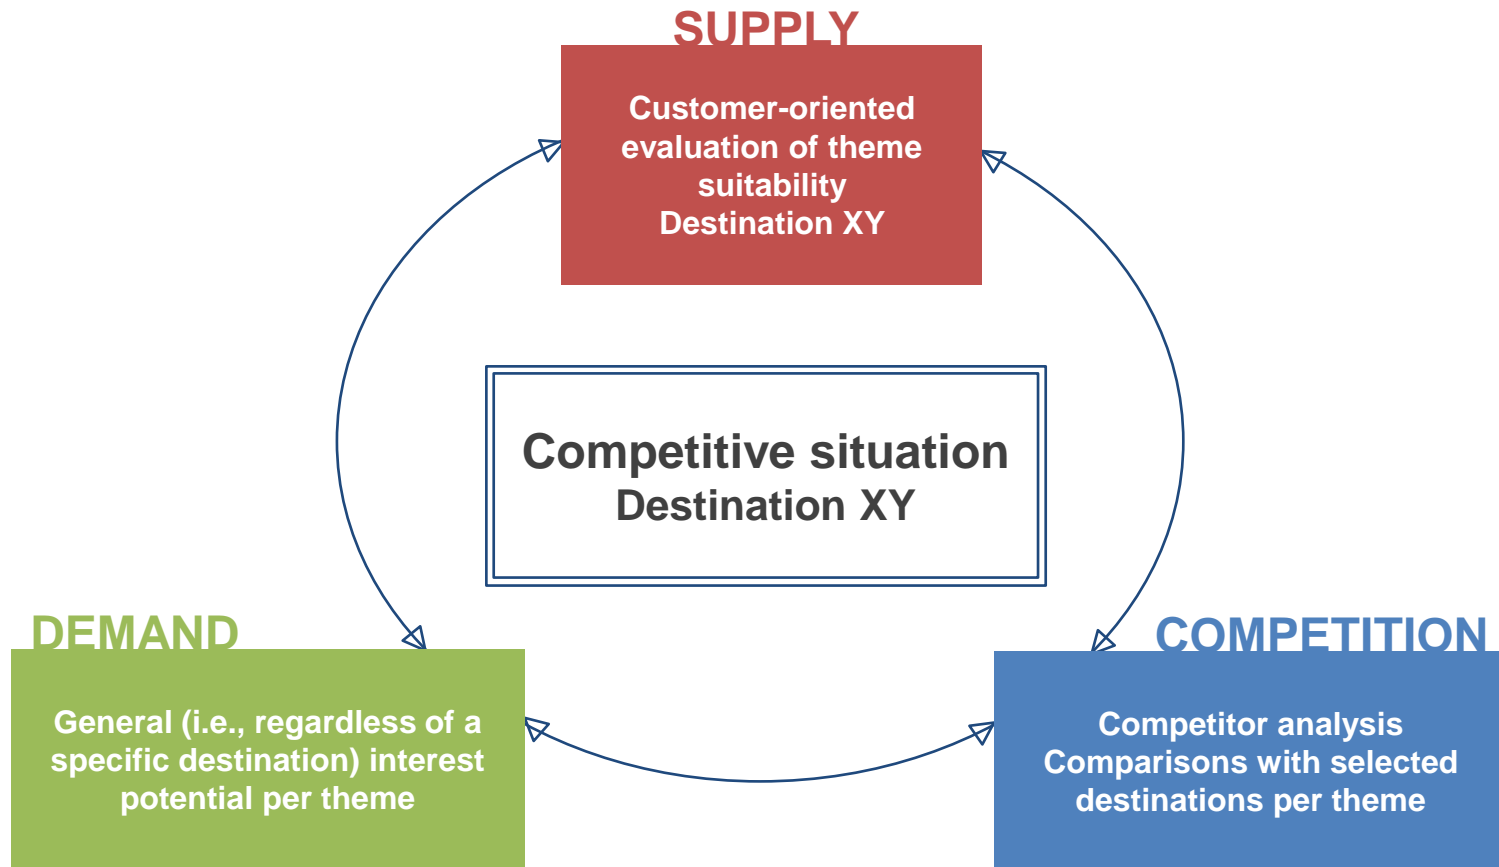 SUPPLY
Customer-oriented
evaluation of theme
suitability
Destination XY
Competitive situation
Destination XY
DEMAND
General (i.e., regardless of a
specific destination) interest
potential per theme
COMPETITION
Competitor analysis
Comparisons with selected
destinations per theme